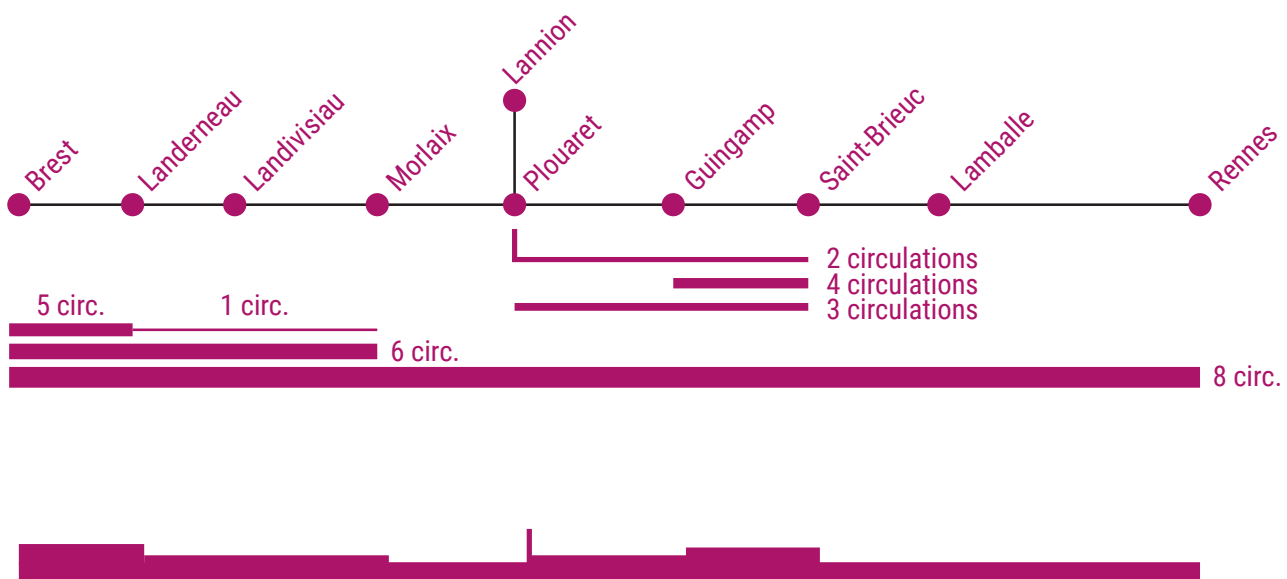 Lannion
Brest
Landerneau
Landivisiau
Morlaix
Plouaret
Guingamp
Saint-Brieuc
Lamballe
Rennes
2 circulations
4 circulations
3 circulations
5 circ.
1 circ.
6 circ.
8 circ.